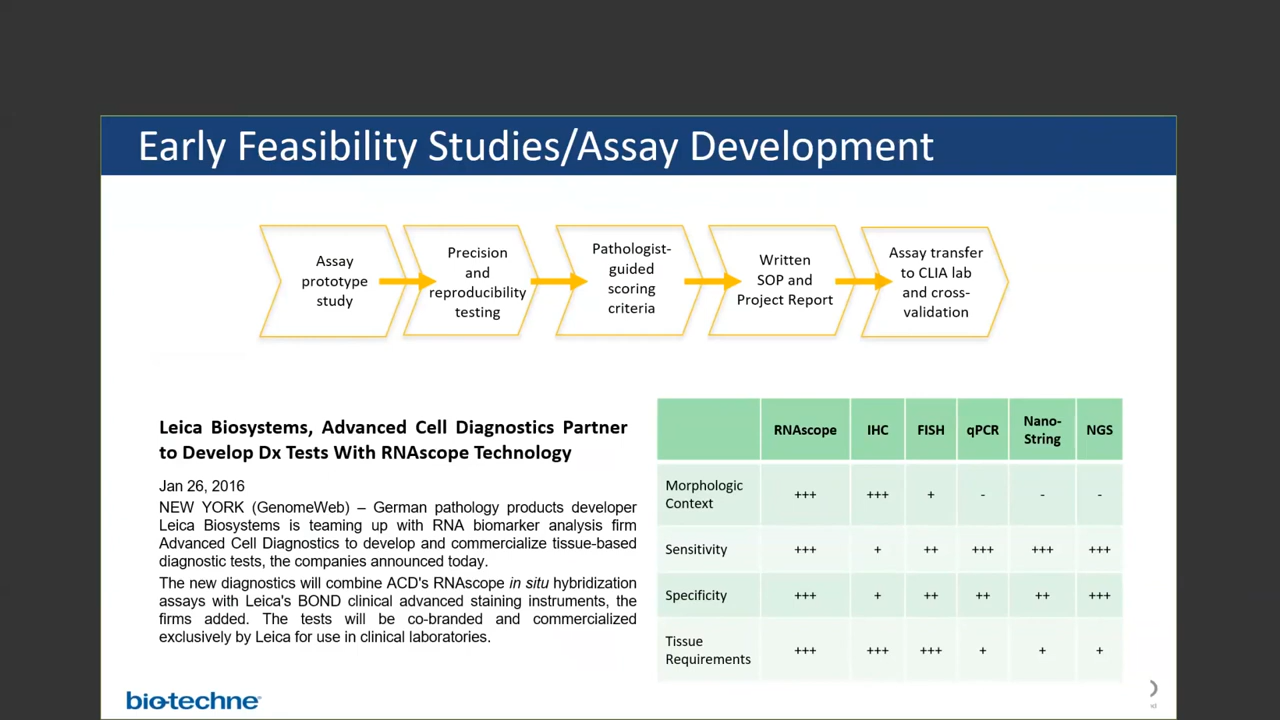 Early Feasibility Studies/Assay Development
Assay
prototype
study
Precision
and
reproducibility
testing
Pathologist-
guided
scoring
criteria
Written
SOP and
Project Report
Assay transfer
to CLIA lab
and cross-
validation
Leica Biosystems, Advanced Cell Diagnostics Partner
to Develop Dx Tests With RNAscope Technology
Jan 26, 2016
NEW YORK (GenomeWeb) – German pathology products developer
Leica Biosystems is teaming up with RNA biomarker analysis firm
Advanced Cell Diagnostics to develop and commercialize tissue-based
diagnostic tests, the companies announced today.
The new diagnostics will combine ACD's RNAscope in situ hybridization
assays with Leica's BOND clinical advanced staining instruments, the
firms added. The tests will be co-branded and commercialized
exclusively by Leica for use in clinical laboratories.
RNAscope IHC FISH qPCR Nano-String NGS
Morphologic Context +++ +++ + - - -
Sensitivity +++ + ++ +++ +++ +++
Specificity +++ + ++ ++ ++ +++
Tissue Requirements +++ +++ +++ + + +
bio-techne